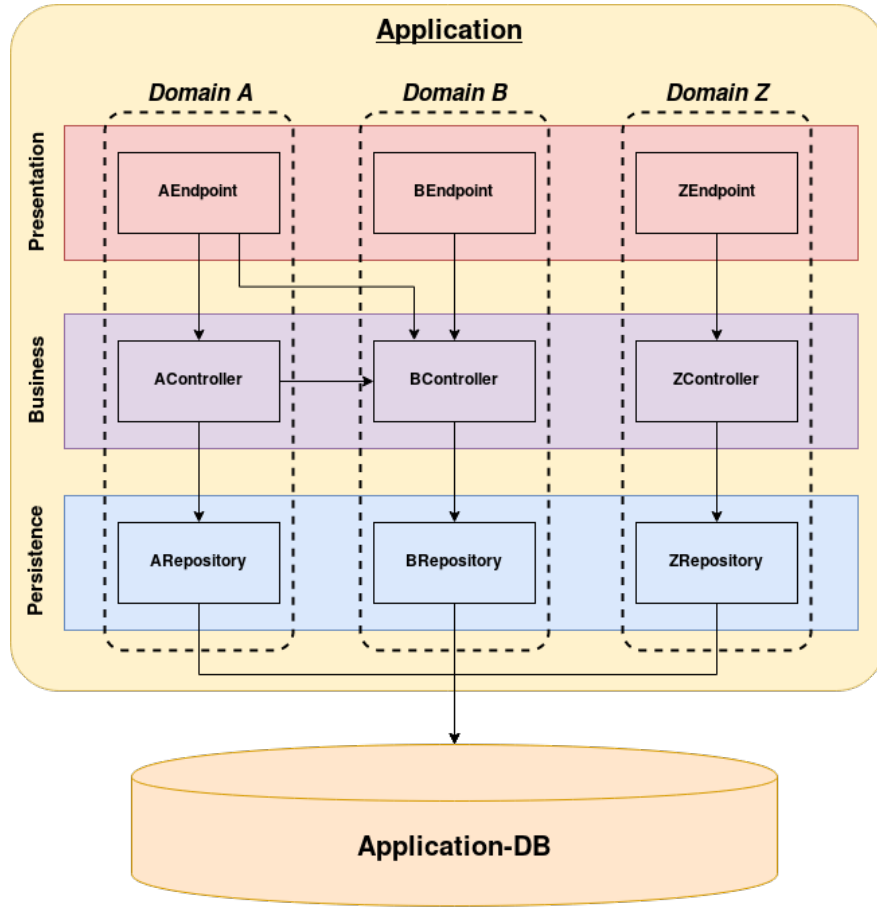 Application
Domain A
Domain B
Domain Z
Presentation
AEndpoint
BEndpoint
ZEndpoint
Business
AController
BController
ZController
Persistence
ARepository
BRepository
ZRepository
Application-DB